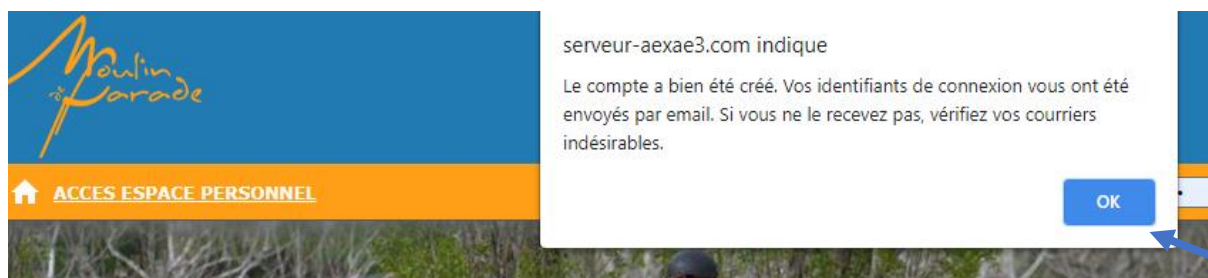 Moulin
de Larade
serveur-aexae3.com indique
Le compte a bien été créé. Vos identifiants de connexion vous ont été
envoyés par email. Si vous ne le recevez pas, vérifiez vos courriers
indésirables.
ACCES ESPACE PERSONNEL
OK